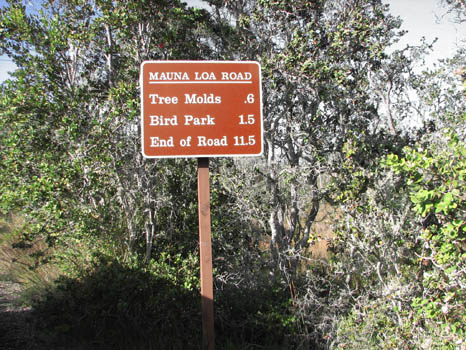 MAUNA LOA ROAD
Tree Molds .6
Bird Park 1.5
End of Road 11.5